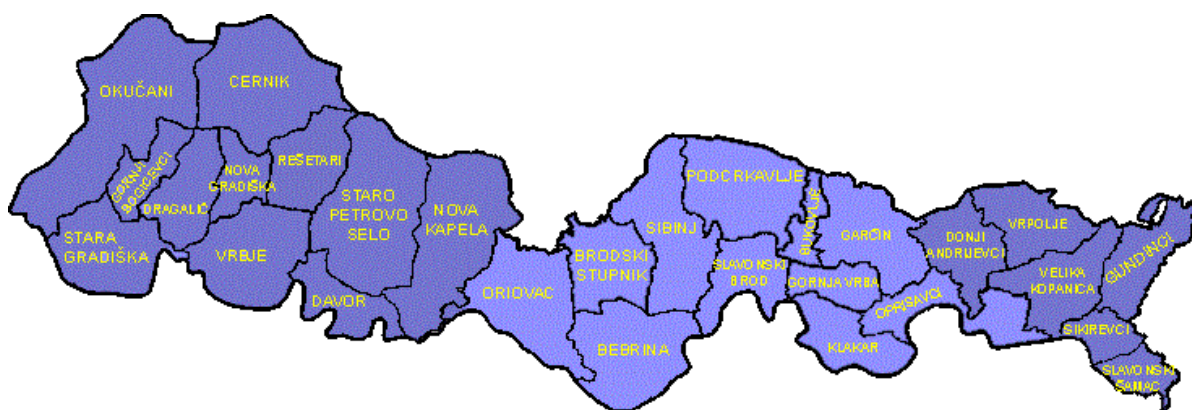 OKUČANI
CERNIK
GORNJI
BOGICEVCI
DRAGALIČ
NOVA
GRADIŠKA
REŠETARI
STARO
PETROVO
SELO
NOVA
KAPELA
STARA
GRADIŠKA
VRBJE
DAVOR
ORIOVAC
BRODSKI
STUPNIK
SIBINJ
BEBRINA
PODCRKAVLJE
SLAVONSKI
BROD
BUKOVLJE
GARČIN
GORNJA VRBA
KLAKAR
OPRISAVCI
DONJI
ANDRIJEVCI
VRPOLJE
VELIKA
KOPANICA
GUNDINCI
SIKIREVCI
SLAVONSKI
ŠAMAC